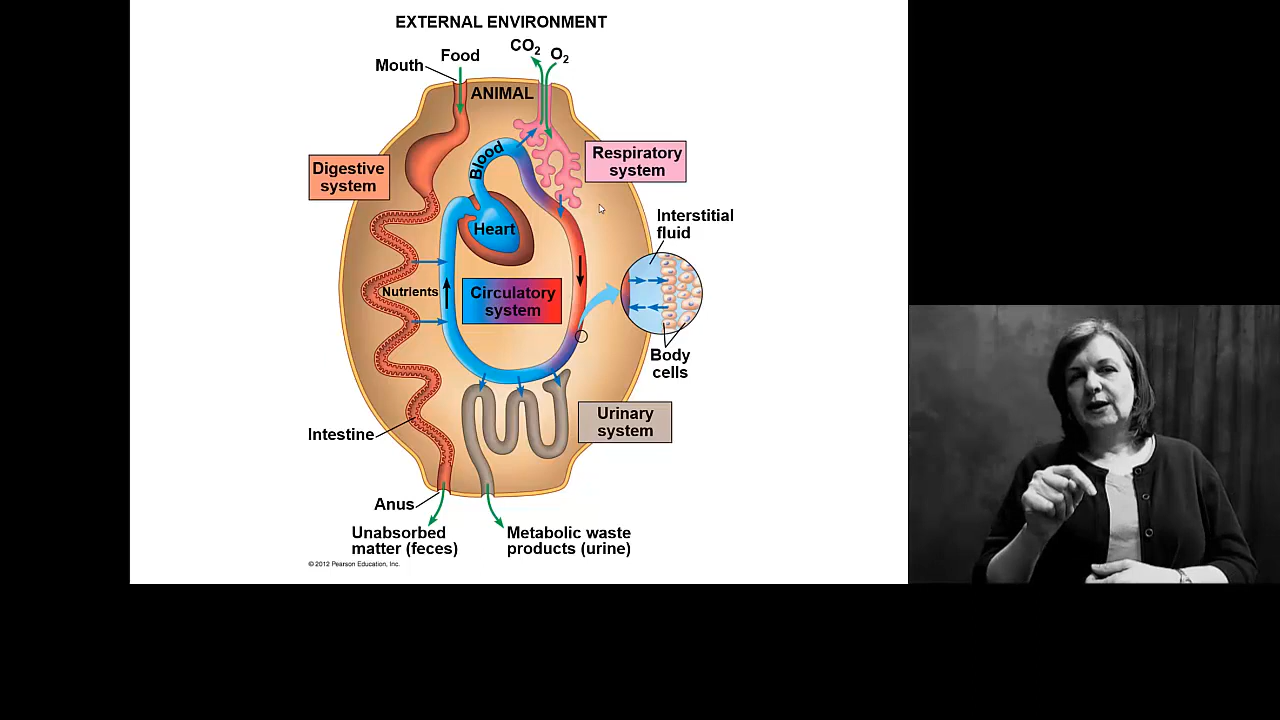 EXTERNAL ENVIRONMENT
CO2
O2
Food
Mouth
ANIMAL
Blood
Respiratory
system
Digestive
system
Interstitial
fluid
Heart
Nutrients
Circulatory
system
Body
cells
Urinary
system
Intestine
Anus
Unabsorbed
matter (feces)
Metabolic waste
products (urine)
© 2012 Pearson Education, Inc.